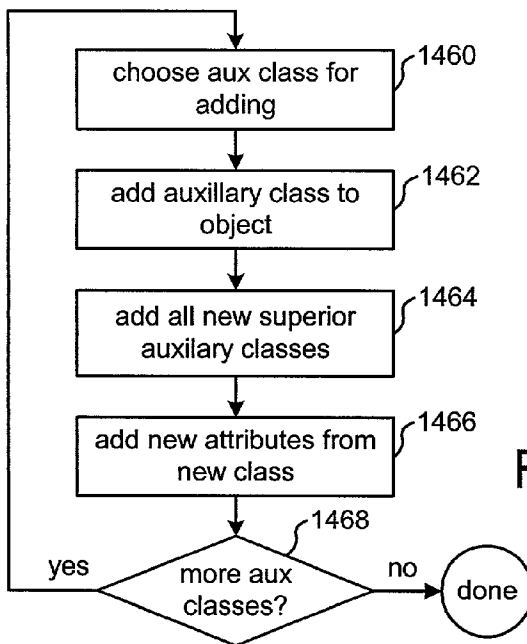 choose aux class for
adding
1460
add auxillary class to
object
1462
add all new superior
auxilary classes
1464
add new attributes from
new class
1466
1468
yes
more aux
classes?
no
done
F